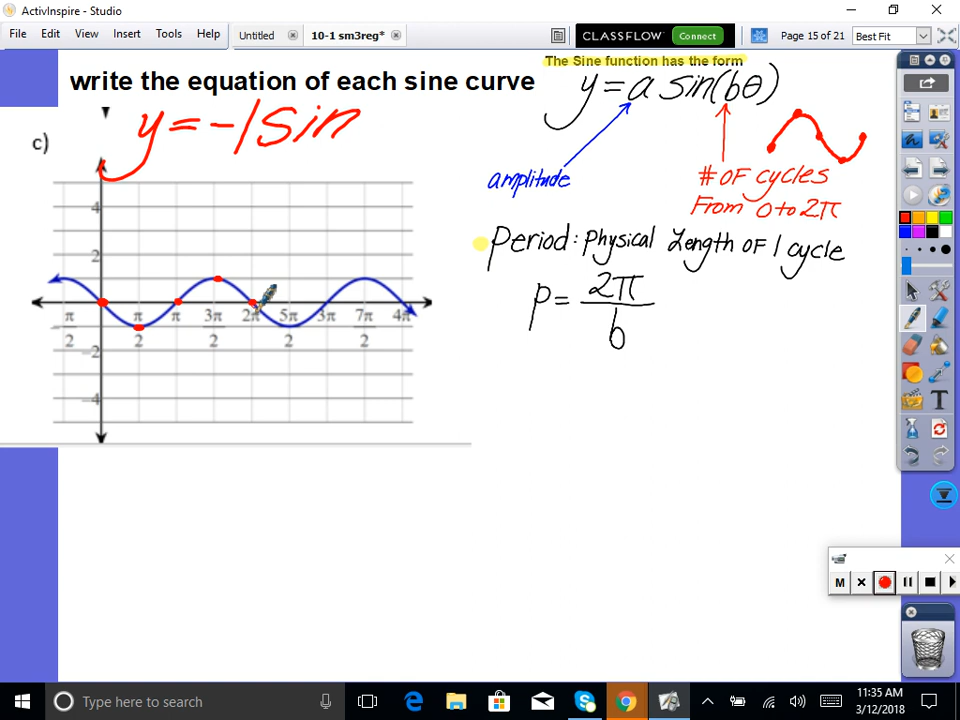 ActivInspire - Studio
File Edit View Insert Tools Help
Untitled
10-1 sm3reg*
CLASSFLOW Connect
Page 15 of 21
Best Fit
The Sine function has the form
write the equation of each sine curve
y = a sin(bθ)
c)
y = -1 sin
amplitude
# OF cycles
From 0 to 2π
Period: Physical Length OF 1 cycle
P = 2π
b
4
2
π π π 3π 2π 5π 3π 7π 4π
2 2 2 2 2
-2
-4
M
Type here to search
11:35 AM
3/12/2018